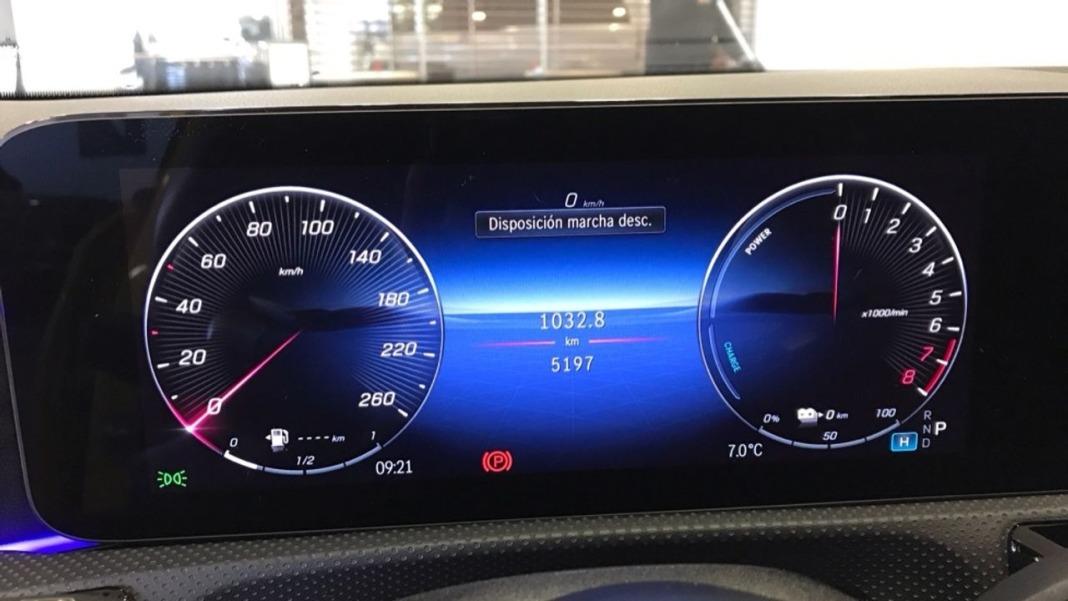 0 km/h
Disposición marcha desc.
0
20
40
60
80
100
140
180
220
260
km/h
0
1/2
1
---- km
09:21
1032.8
km
5197
P
POWER
CHARGE
0
1
2
3
4
5
6
7
8
x1000/min
0%
50
100
0 km
7.0°C
H
R
N
D
P